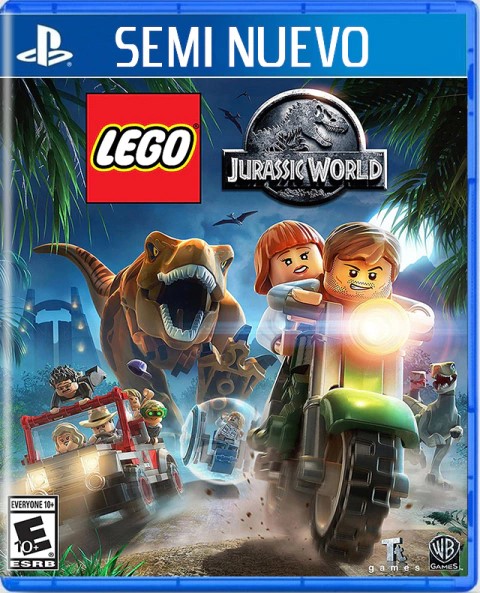 SEMI NUEVO
LEGO
JURASSIC WORLD
EVERYONE 10+
E
10+
ESRB
Tt
games
WB
GAMES